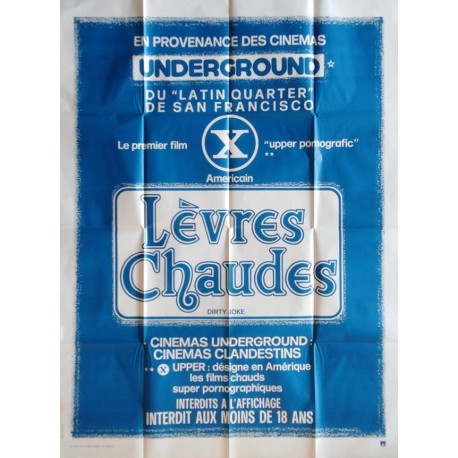 EN PROVENANCE DES CINEMAS
UNDERGROUND☆
DU "LATIN QUARTER"
DE SAN FRANCISCO
Le premier film X "upper pornografic"
**
Americain
Lèvres
Chaudes
DIRTY JOKE
CINEMAS UNDERGROUND
CINEMAS CLANDESTINS
** X UPPER : désigne en Amérique
les films chauds
super pornographiques
INTERDITS A L'AFFICHAGE
INTERDIT AUX MOINS DE 18 ANS